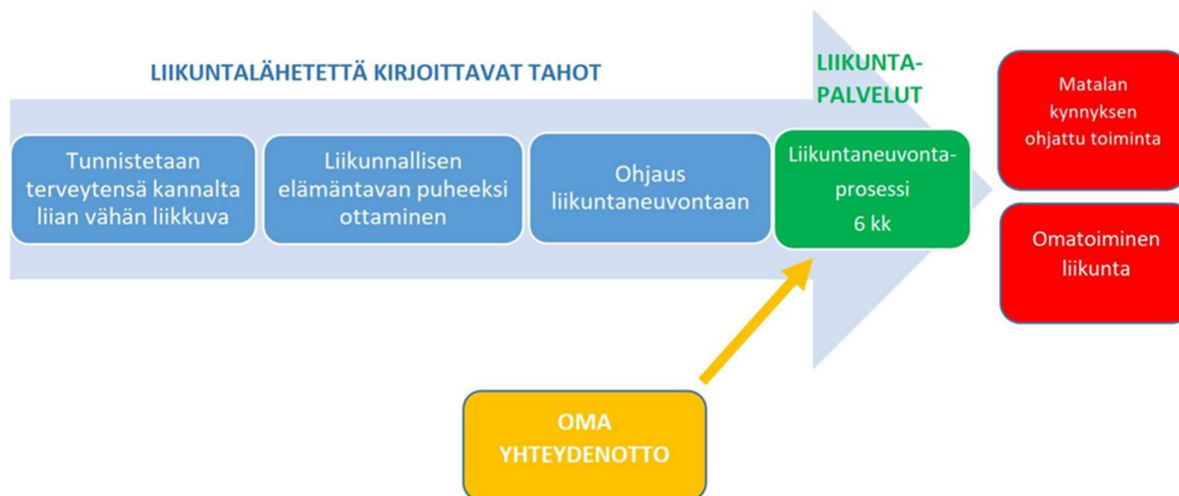 LIIKUNTALÄHETETTÄ KIRJOITTAVAT TAHOT
LIIKUNTA-
PALVELUT
Tunnistetaan
terveytensä kannalta
liian vähän liikkuva
Liikunnallisen
elämäntavan puheeksi
ottaminen
Ohjaus
liikuntaneuvontaan
Liikuntaneuvonta-
prosessi
6 kk
Matalan
kynnyksen
ohjattu toiminta
Omatoiminen
liikunta
OMA
YHTEYDENOTTO